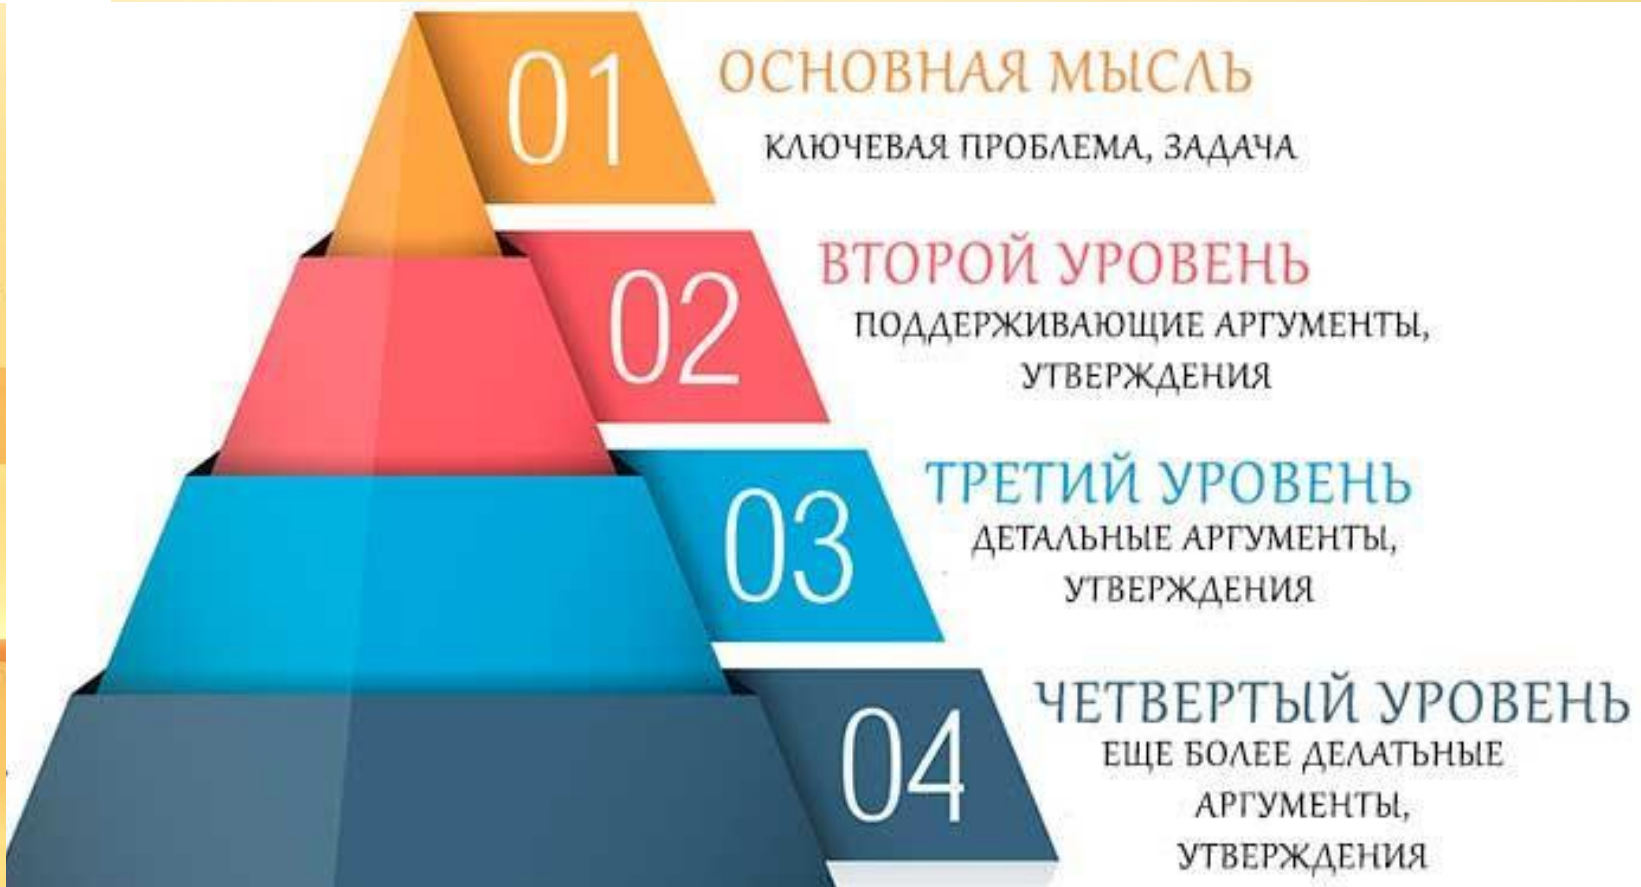 01
ОСНОВНАЯ МЫСЛЬ
КЛЮЧЕВАЯ ПРОБЛЕМА, ЗАДАЧА
02
ВТОРОЙ УРОВЕНЬ
ПОДДЕРЖИВАЮЩИЕ АРГУМЕНТЫ,
УТВЕРЖДЕНИЯ
03
ТРЕТИЙ УРОВЕНЬ
ДЕТАЛЬНЫЕ АРГУМЕНТЫ,
УТВЕРЖДЕНИЯ
04
ЧЕТВЕРТЫЙ УРОВЕНЬ
ЕЩЕ БОЛЕЕ ДЕЛАТЬНЫЕ
АРГУМЕНТЫ,
УТВЕРЖДЕНИЯ